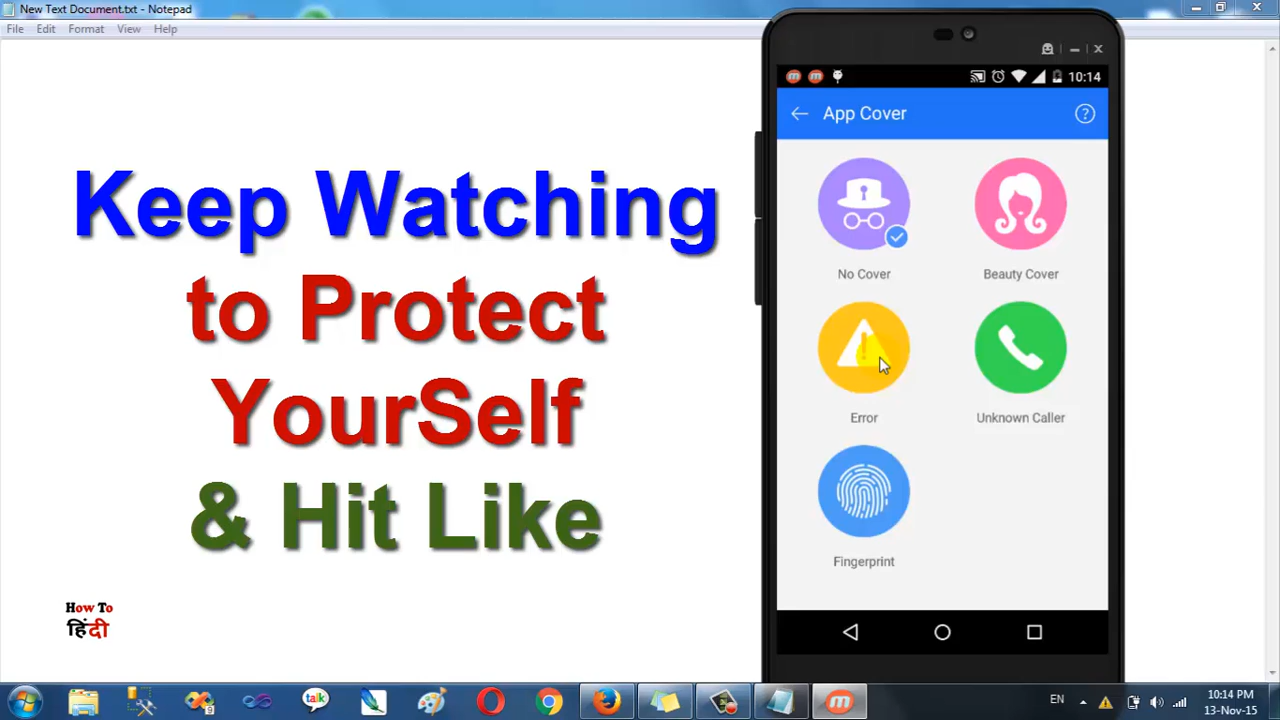 New Text Document.txt - Notepad
File Edit Format View Help
10:14
App Cover
No Cover
Beauty Cover
Error
Unknown Caller
Fingerprint
Keep Watching
to Protect
YourSelf
& Hit Like
How To
हिंदी
talk
9
EN
10:14 PM
13-Nov-15